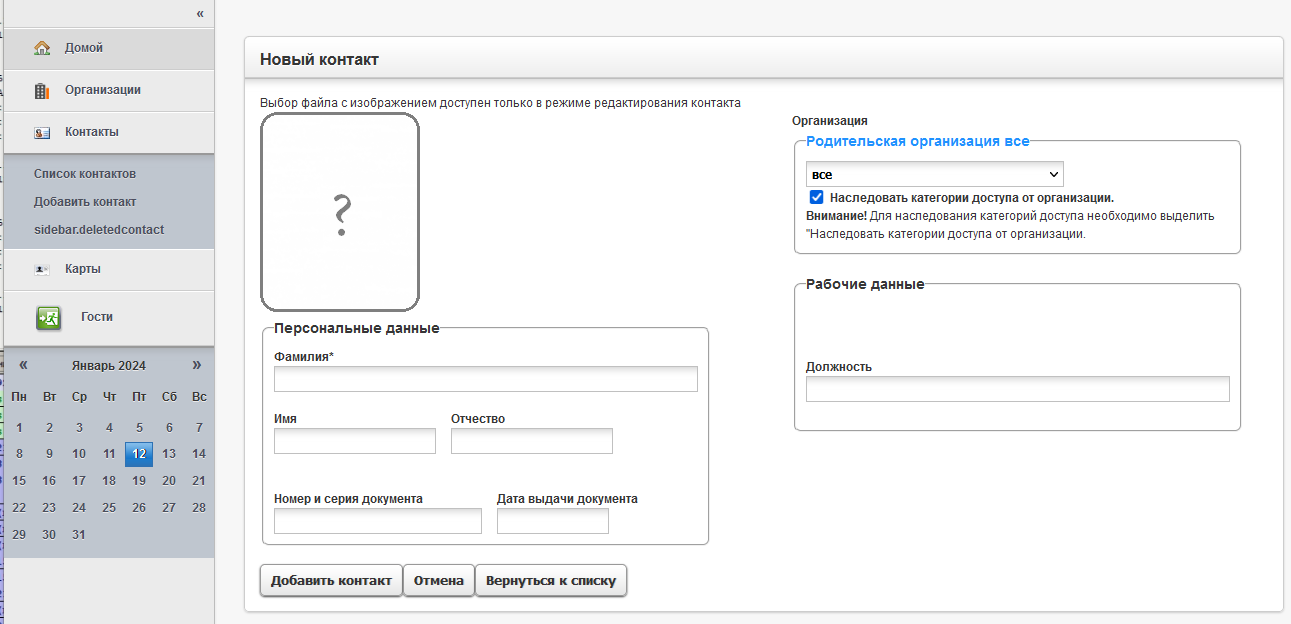 «
Домой
Организации
Контакты
Список контактов
Добавить контакт
sidebar.deletedcontact
Карты
Гости
« Январь 2024 »
Пн Вт Ср Чт Пт Сб Вс
1 2 3 4 5 6 7
8 9 10 11 12 13 14
15 16 17 18 19 20 21
22 23 24 25 26 27 28
29 30 31
Новый контакт
Выбор файла с изображением доступен только в режиме редактирования контакта
?
Персональные данные
Фамилия*
Имя Отчество
Номер и серия документа Дата выдачи документа
Добавить контакт Отмена Вернуться к списку
Организация
Родительская организация все
все
Наследовать категории доступа от организации.
Внимание! Для наследования категорий доступа необходимо выделить
"Наследовать категории доступа от организации.
Рабочие данные
Должность